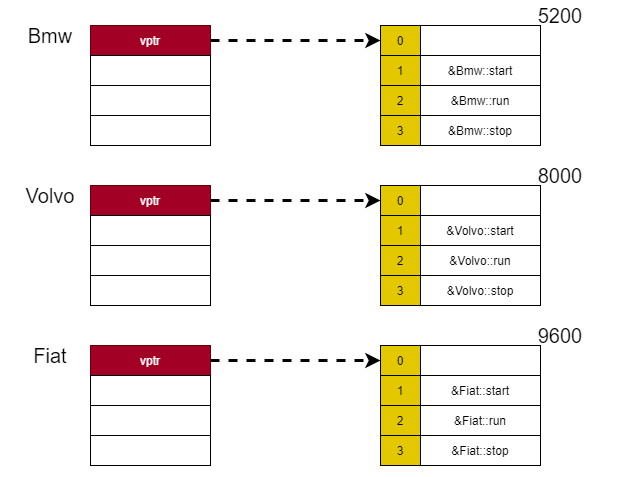 5200
Bmw vptr 0
1 &Bmw::start
2 &Bmw::run
3 &Bmw::stop
8000
Volvo vptr 0
1 &Volvo::start
2 &Volvo::run
3 &Volvo::stop
9600
Fiat vptr 0
1 &Fiat::start
2 &Fiat::run
3 &Fiat::stop